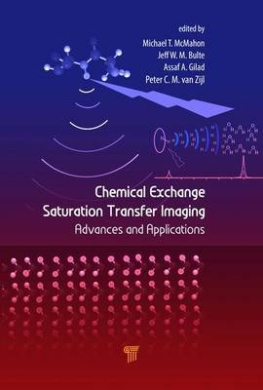 edited by
Michael T. McMahon
Jeff W. M. Bulte
Assaf A. Gilad
Peter C. M. van Zijl
Chemical Exchange
Saturation Transfer Imaging
Advances and Applications